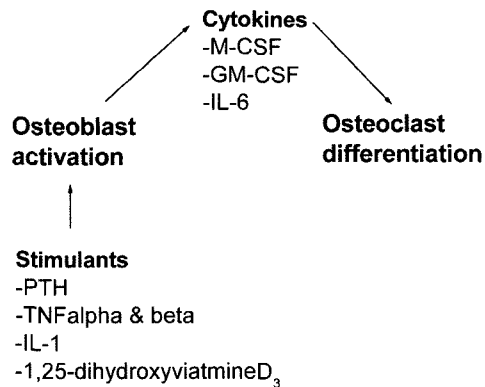 Cytokines
-M-CSF
-GM-CSF
-IL-6
Osteoblast
activation
Osteoclast
differentiation
Stimulants
-PTH
-TNFalpha & beta
-IL-1
-1,25-dihydroxyviatmineD₃